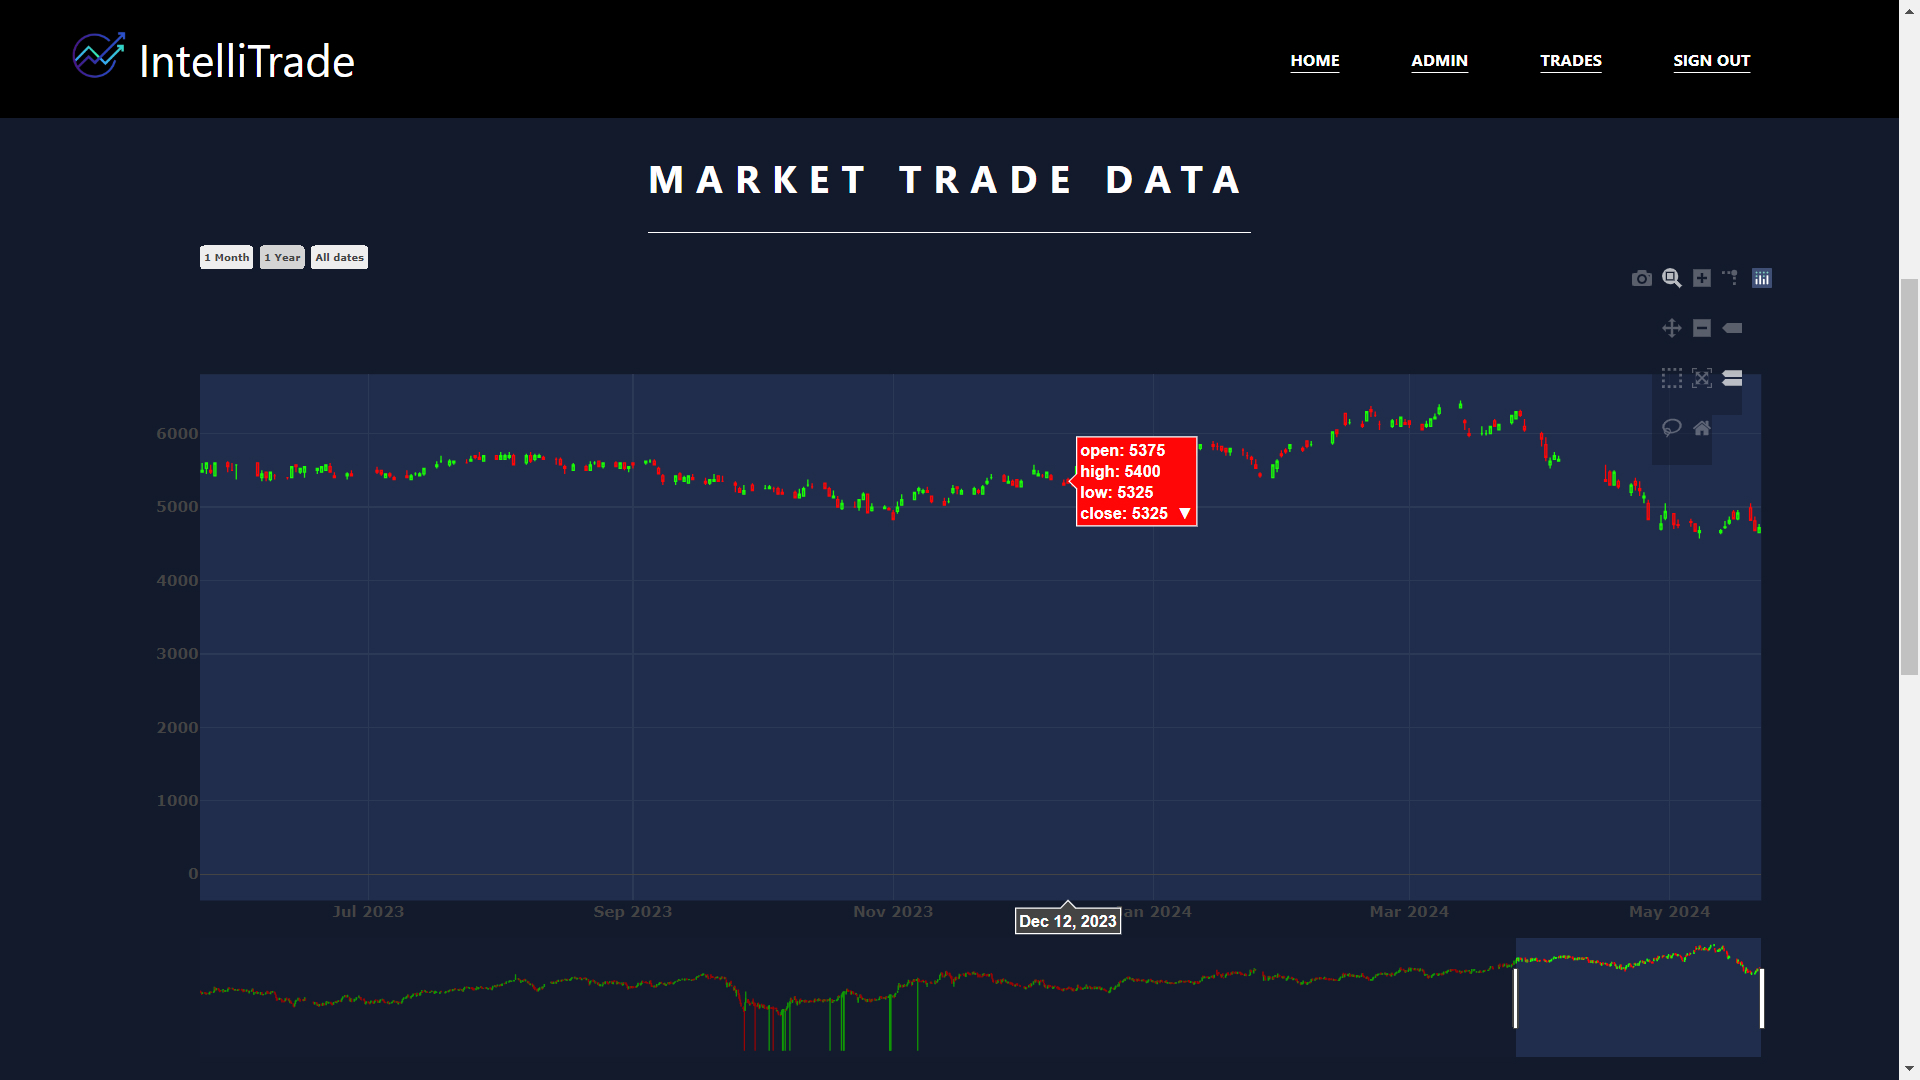 IntelliTrade
HOME ADMIN TRADES SIGN OUT
MARKET TRADE DATA
1 Month 1 Year All dates
6000
5000
4000
3000
2000
1000
0
open: 5375
high: 5400
low: 5325
close: 5325 ▼
Jul 2023 Sep 2023 Nov 2023 an 2024 Mar 2024 May 2024
Dec 12, 2023